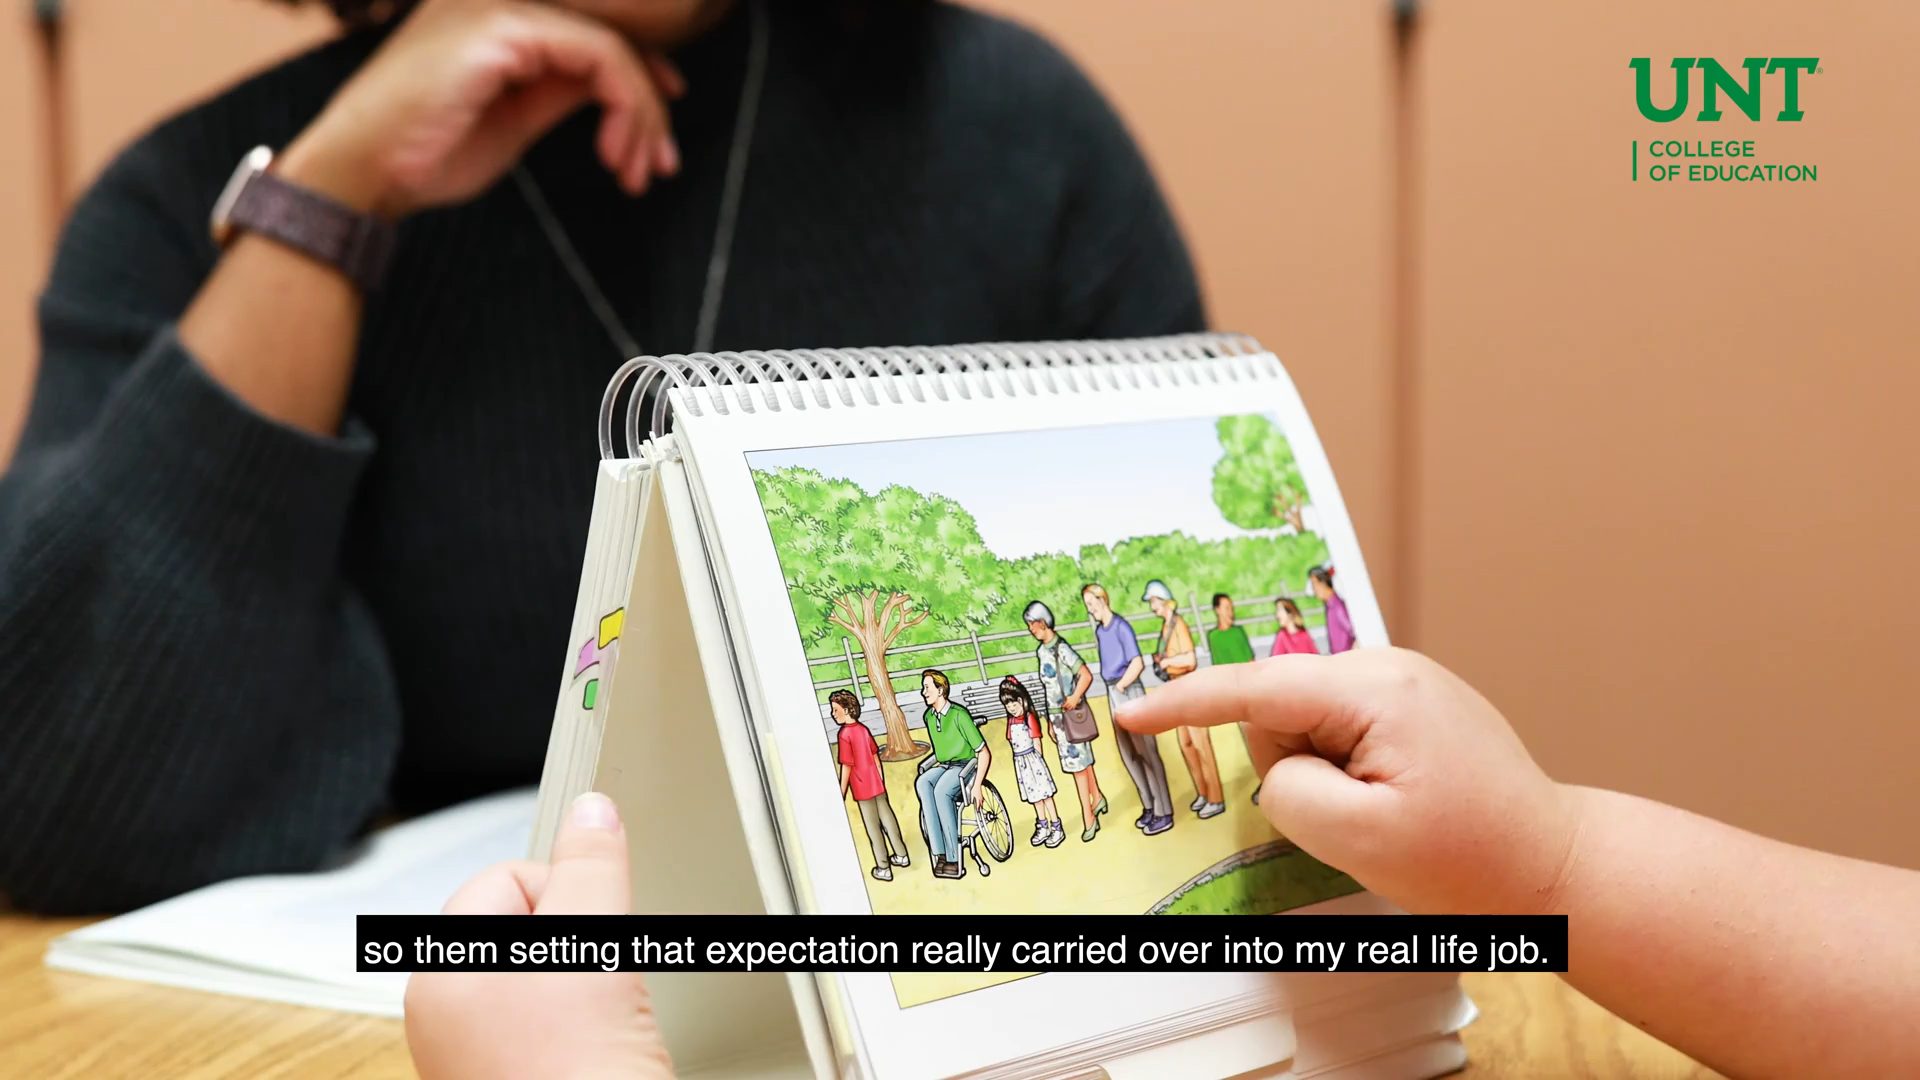 UNT
COLLEGE
OF EDUCATION
so them setting that expectation really carried over into my real life job.